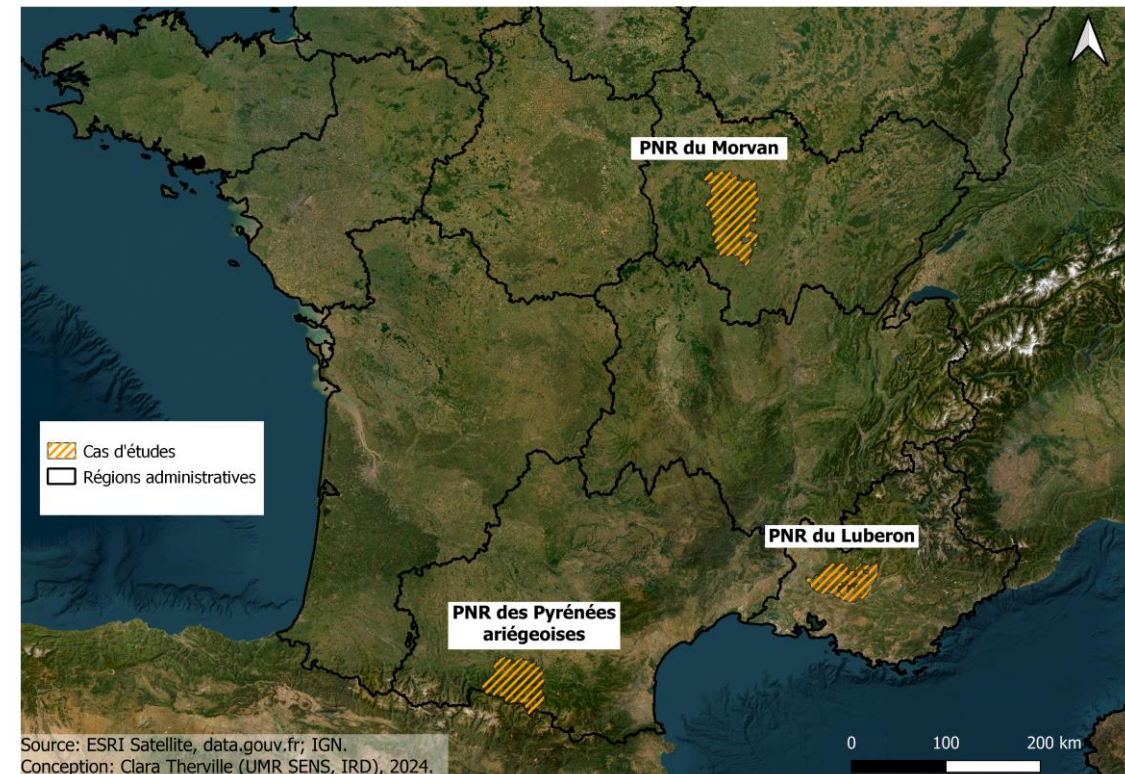 PNR du Morvan
Cas d'études
Régions administratives
PNR du Luberon
PNR des Pyrénées
ariégeoises
Source: ESRI Satellite, data.gouv.fr; IGN.
Conception: Clara Therville (UMR SENS, IRD), 2024.
0 100 200 km